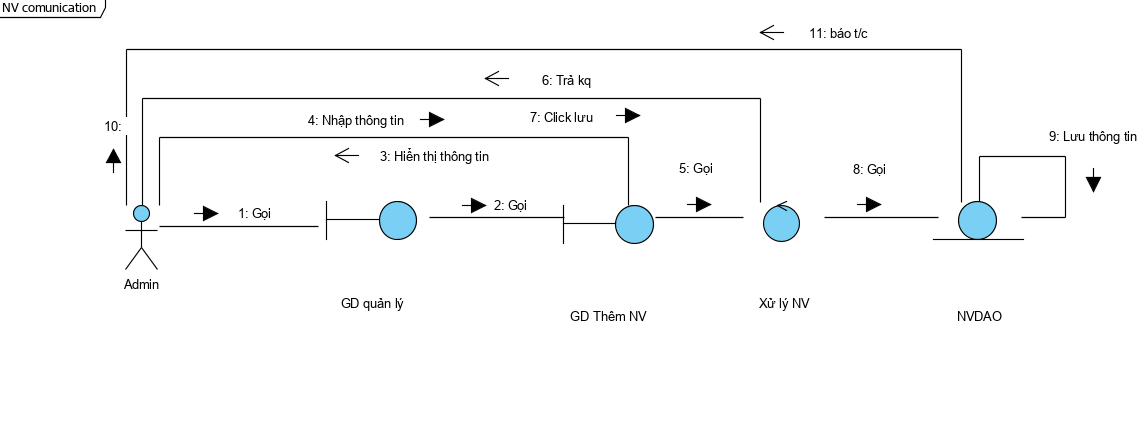 NV comunication
11: báo t/c
6: Trả kq
4: Nhập thông tin
7: Click lưu
10:
9: Lưu thông tin
3: Hiển thị thông tin
5: Gọi
8: Gọi
1: Gọi
2: Gọi
Admin
GD quản lý
GD Thêm NV
Xử lý NV
NVDAO